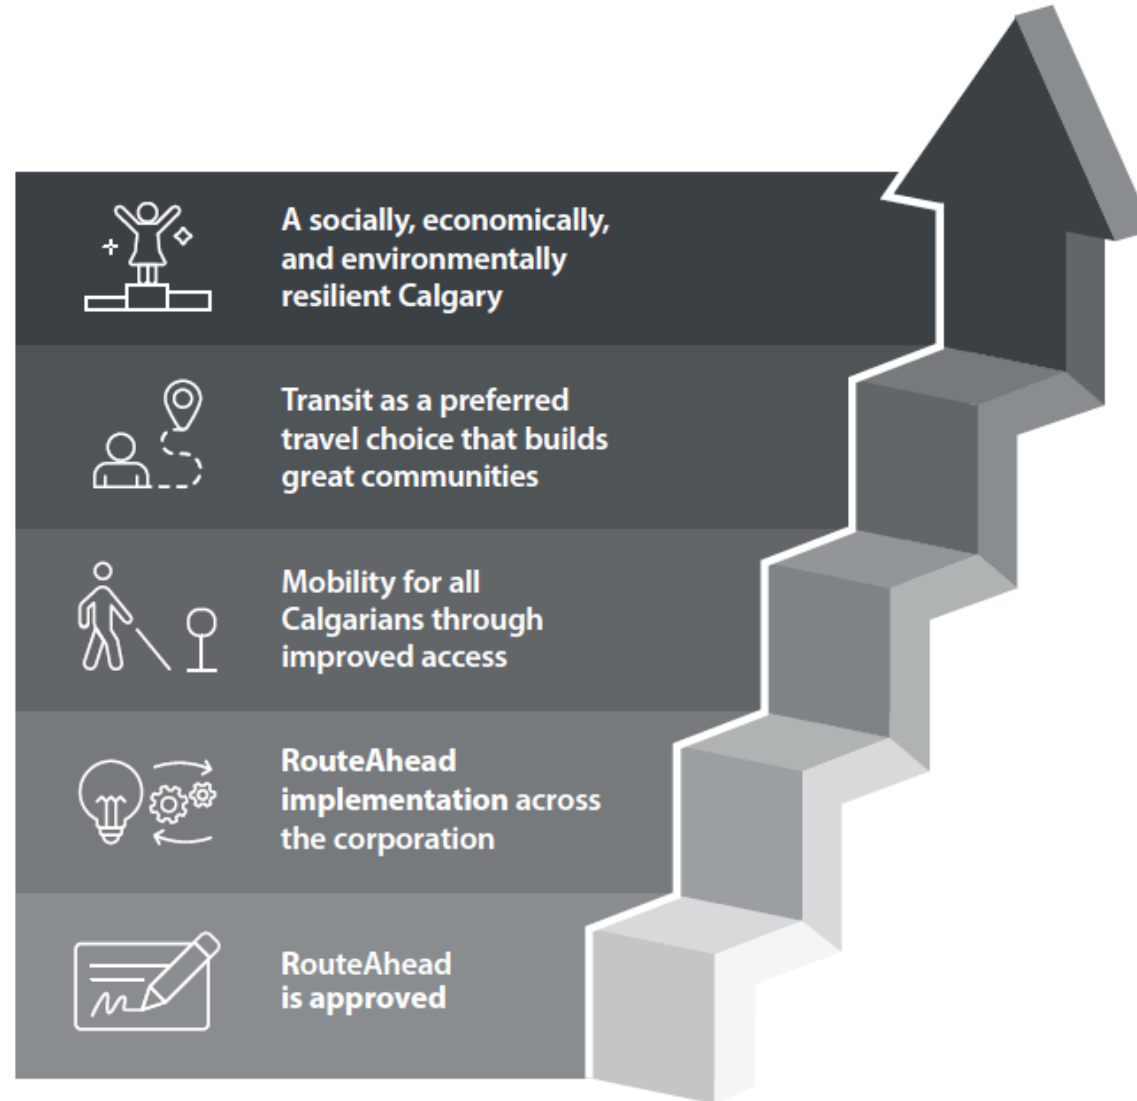 A socially, economically,
and environmentally
resilient Calgary
Transit as a preferred
travel choice that builds
great communities
Mobility for all
Calgarians through
improved access
RouteAhead
implementation across
the corporation
RouteAhead
is approved